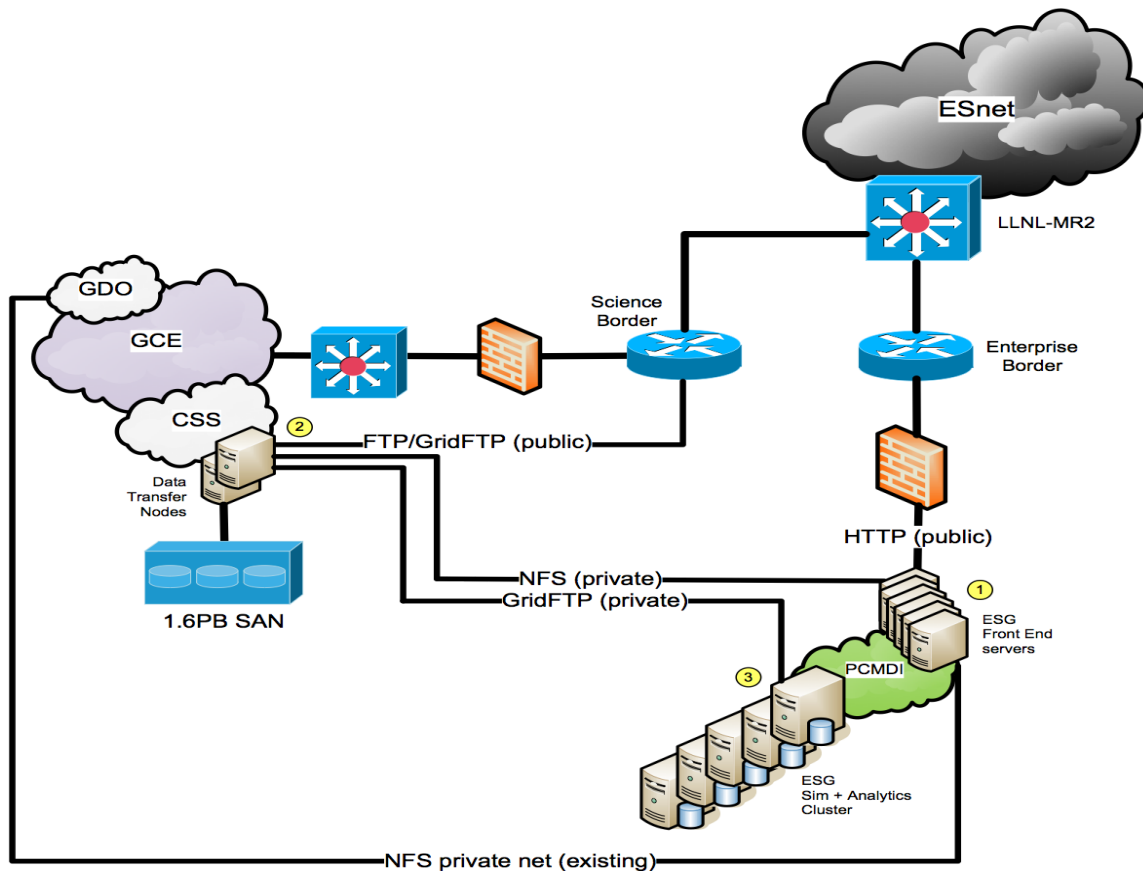 ESnet
LLNL-MR2
GDO
GCE
Science
Border
Enterprise
Border
CSS
2
FTP/GridFTP (public)
Data
Transfer
Nodes
HTTP (public)
NFS (private)
GridFTP (private)
1.6PB SAN
1
ESG
Front End
servers
PCMDI
3
ESG
Sim + Analytics
Cluster
NFS private net (existing)